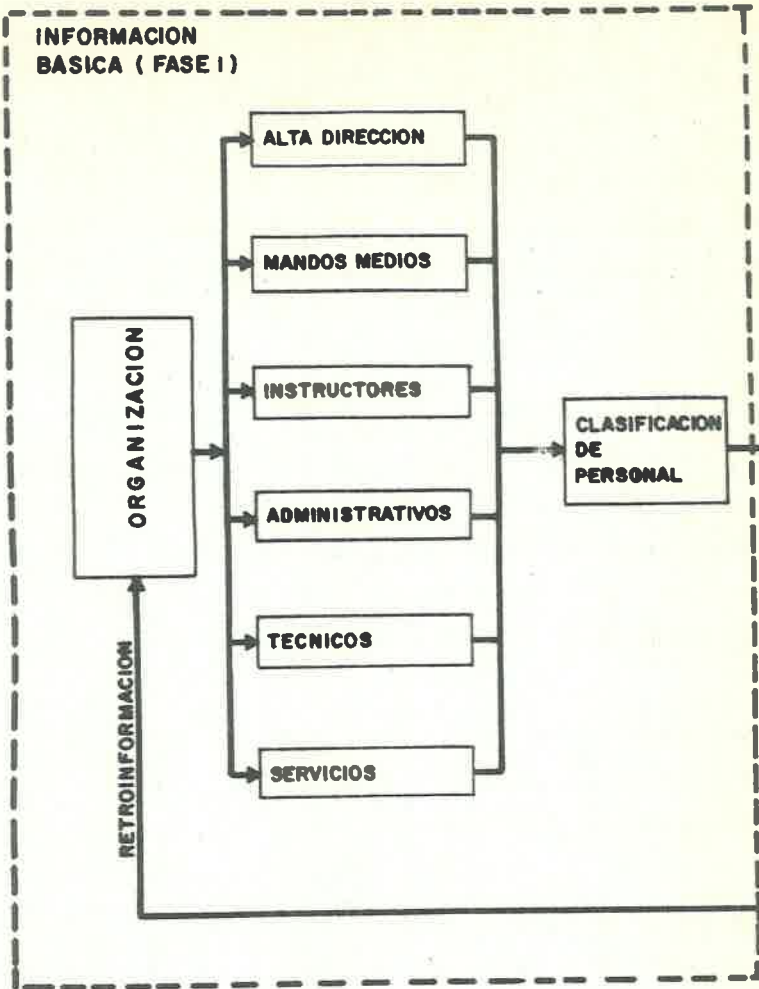 INFORMACION
BASICA ( FASE I )
ALTA DIRECCION
MANDOS MEDIOS
ORGANIZACION
INSTRUCTORES
CLASIFICACION
DE
PERSONAL
ADMINISTRATIVOS
TECNICOS
RETROINFORMACION
SERVICIOS